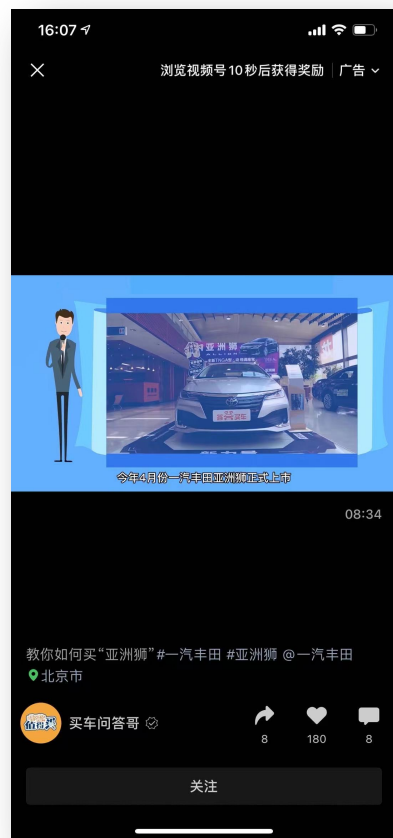 16:07
浏览视频号10秒后获得奖励
广告
亚洲狮
今年4月份一汽丰田亚洲狮正式上市
08:34
教你如何买“亚洲狮”#一汽丰田 #亚洲狮 @一汽丰田
北京市
值得买
买车问答哥
8
180
8
关注